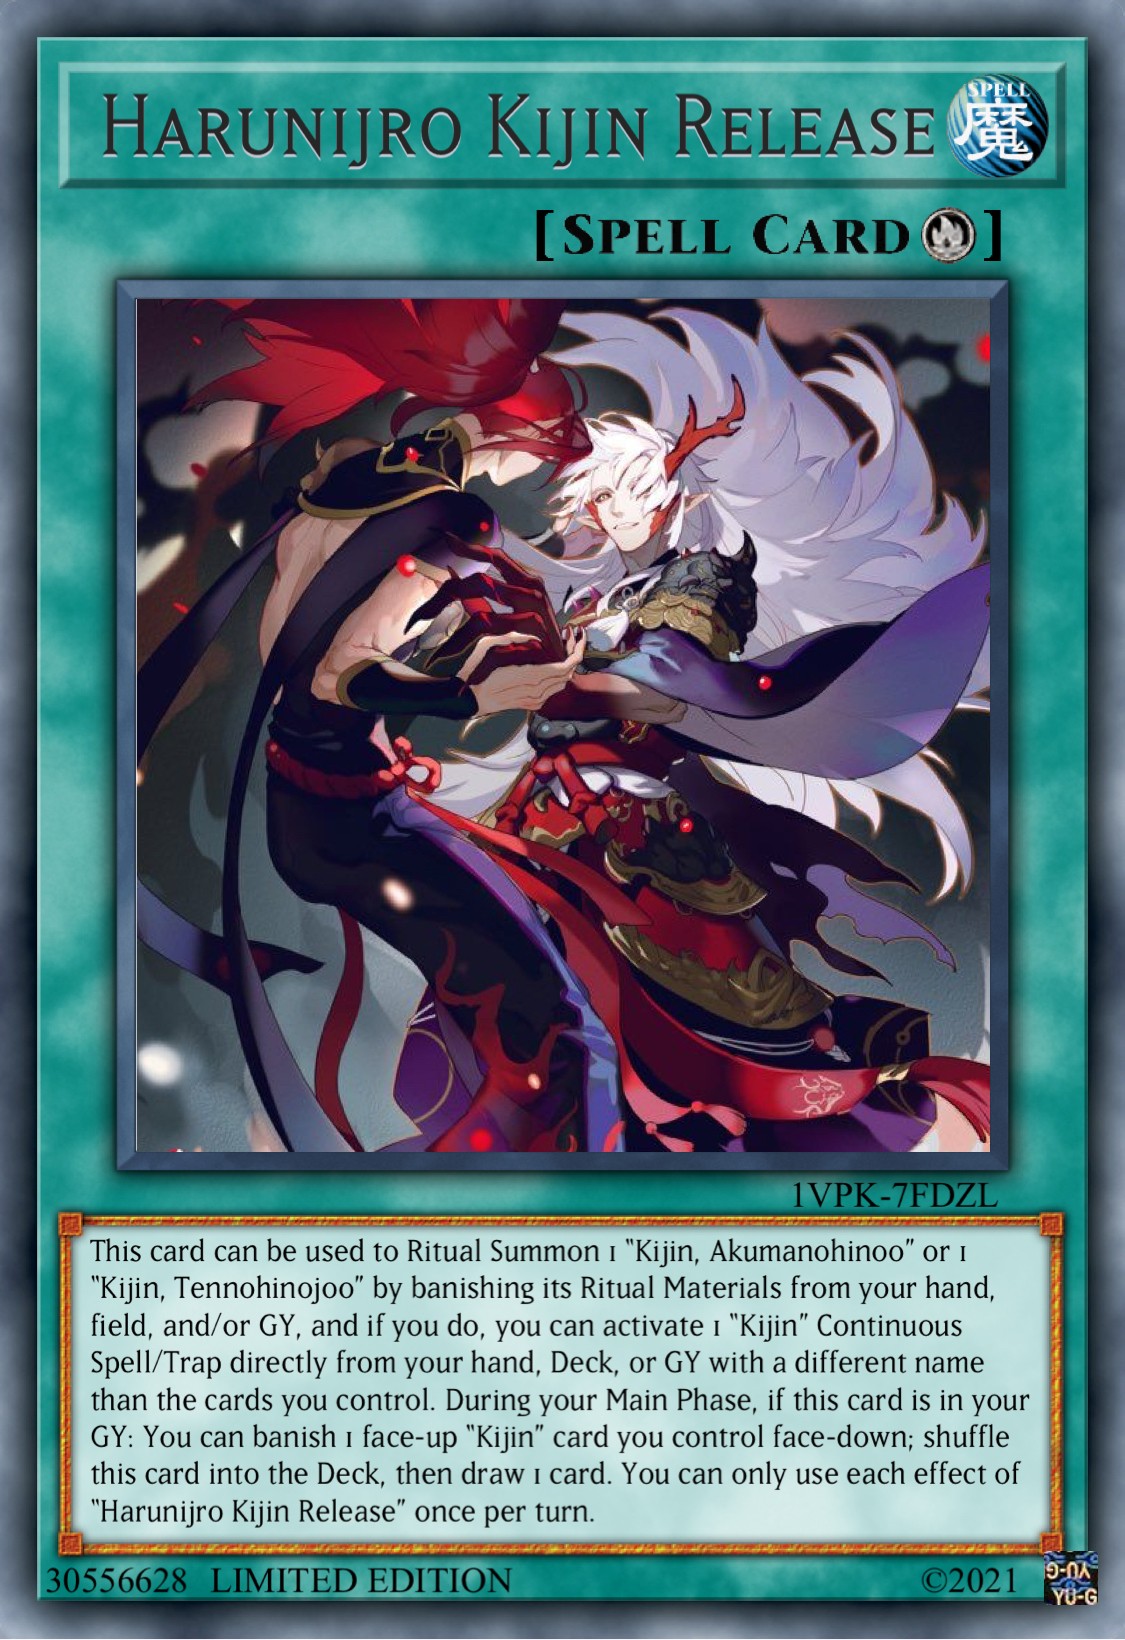 Harunijro Kijin Release
SPELL
魔
[Spell Card]
1VPK-7FDZL
This card can be used to Ritual Summon 1 "Kijin, Akumanohinoo" or 1
"Kijin, Tennohinojoo" by banishing its Ritual Materials from your hand,
field, and/or GY, and if you do, you can activate 1 "Kijin" Continuous
Spell/Trap directly from your hand, Deck, or GY with a different name
than the cards you control. During your Main Phase, if this card is in your
GY: You can banish 1 face-up "Kijin" card you control face-down; shuffle
this card into the Deck, then draw 1 card. You can only use each effect of
"Harunijro Kijin Release" once per turn.
30556628 LIMITED EDITION
©2021
YU-G